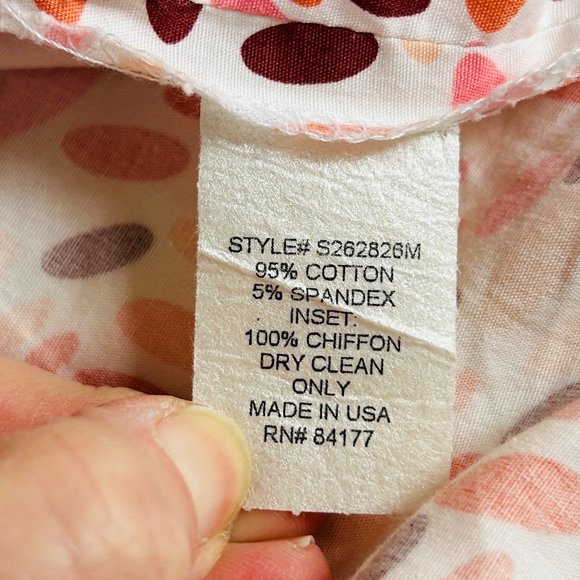 STYLE# S262826M
95% COTTON
5% SPANDEX
INSET:
100% CHIFFON
DRY CLEAN
ONLY
MADE IN USA
RN# 84177